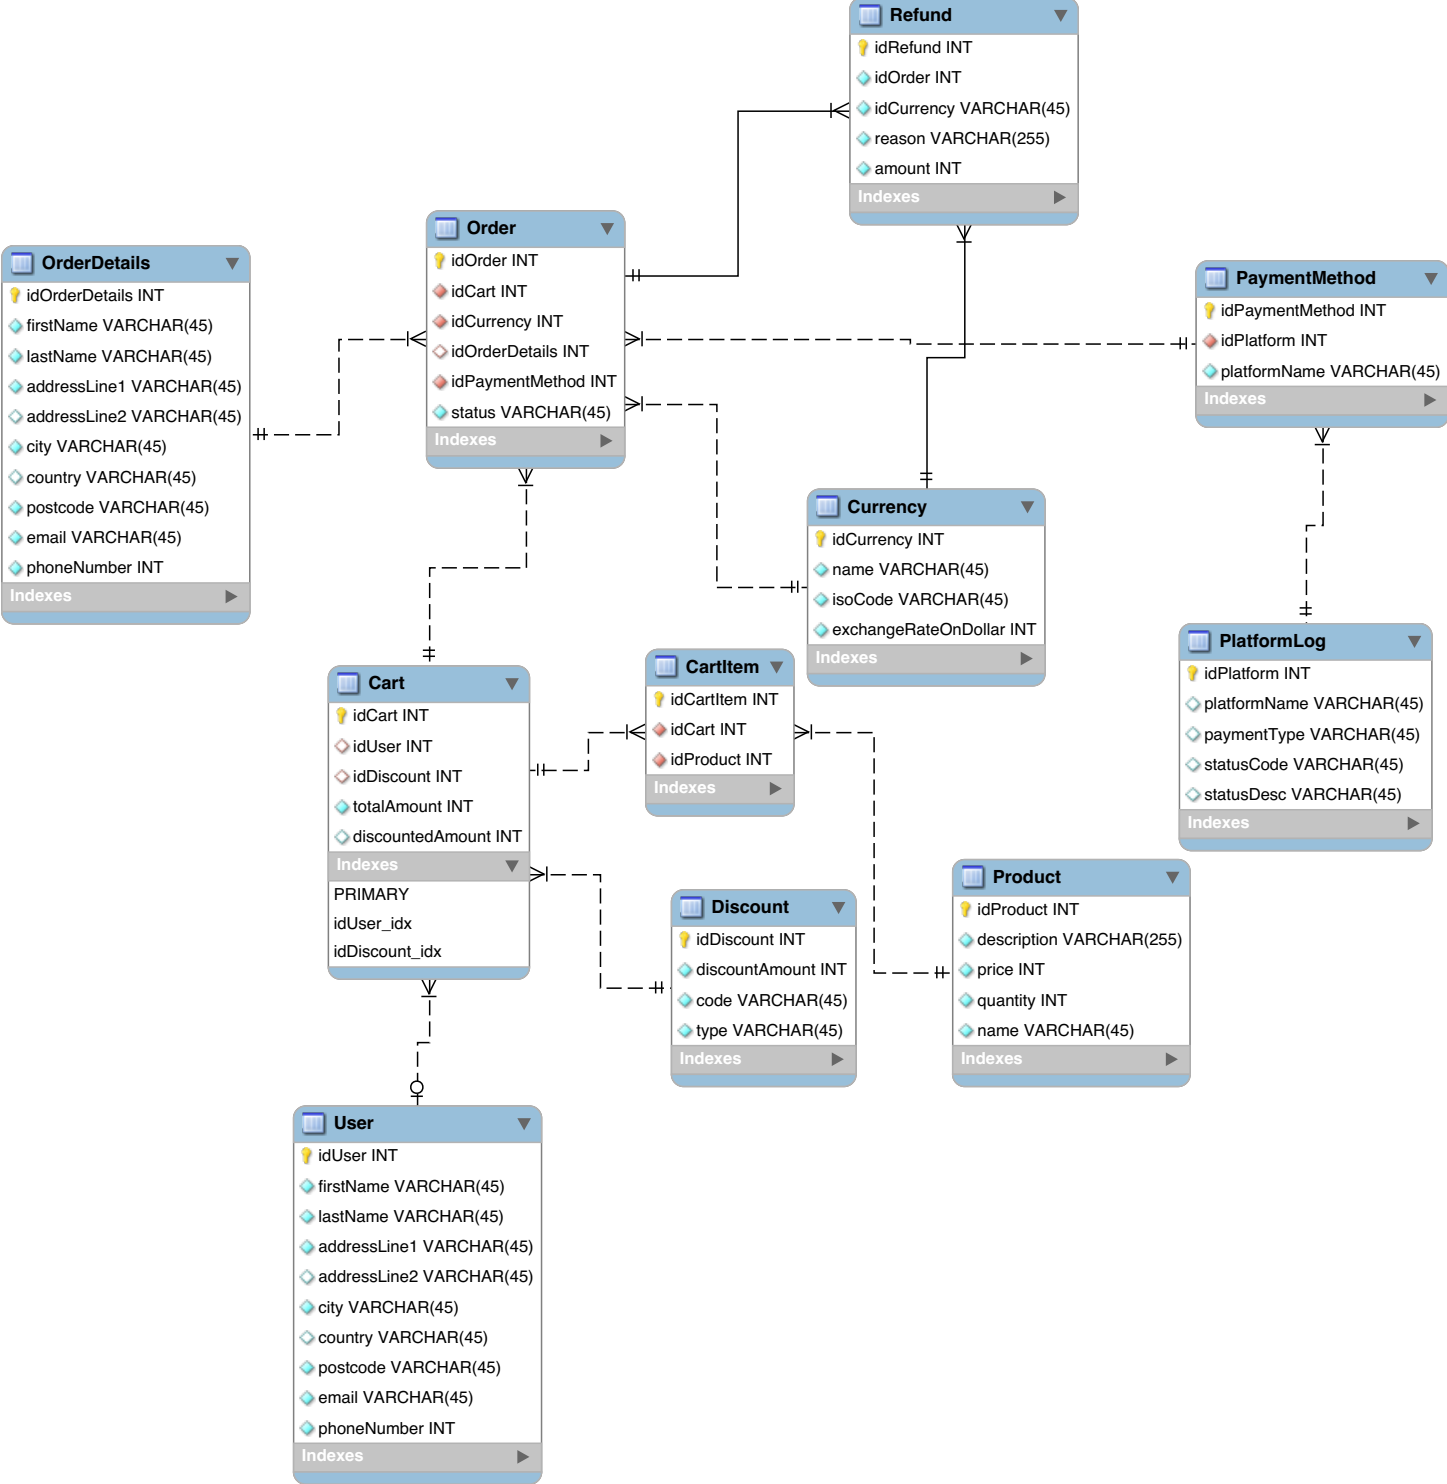 Refund
idRefund INT
idOrder INT
idCurrency VARCHAR(45)
reason VARCHAR(255)
amount INT
Indexes
Order
idOrder INT
idCart INT
idCurrency INT
idOrderDetails INT
idPaymentMethod INT
status VARCHAR(45)
Indexes
OrderDetails
idOrderDetails INT
firstName VARCHAR(45)
lastName VARCHAR(45)
addressLine1 VARCHAR(45)
addressLine2 VARCHAR(45)
city VARCHAR(45)
country VARCHAR(45)
postcode VARCHAR(45)
email VARCHAR(45)
phoneNumber INT
Indexes
PaymentMethod
idPaymentMethod INT
idPlatform INT
platformName VARCHAR(45)
Indexes
Currency
idCurrency INT
name VARCHAR(45)
isoCode VARCHAR(45)
exchangeRateOnDollar INT
Indexes
PlatformLog
idPlatform INT
platformName VARCHAR(45)
paymentType VARCHAR(45)
statusCode VARCHAR(45)
statusDesc VARCHAR(45)
Indexes
CartItem
idCartItem INT
idCart INT
idProduct INT
Indexes
Cart
idCart INT
idUser INT
idDiscount INT
totalAmount INT
discountedAmount INT
Indexes
PRIMARY
idUser_idx
idDiscount_idx
Discount
idDiscount INT
discountAmount INT
code VARCHAR(45)
type VARCHAR(45)
Indexes
Product
idProduct INT
description VARCHAR(255)
price INT
quantity INT
name VARCHAR(45)
Indexes
User
idUser INT
firstName VARCHAR(45)
lastName VARCHAR(45)
addressLine1 VARCHAR(45)
addressLine2 VARCHAR(45)
city VARCHAR(45)
country VARCHAR(45)
postcode VARCHAR(45)
email VARCHAR(45)
phoneNumber INT
Indexes